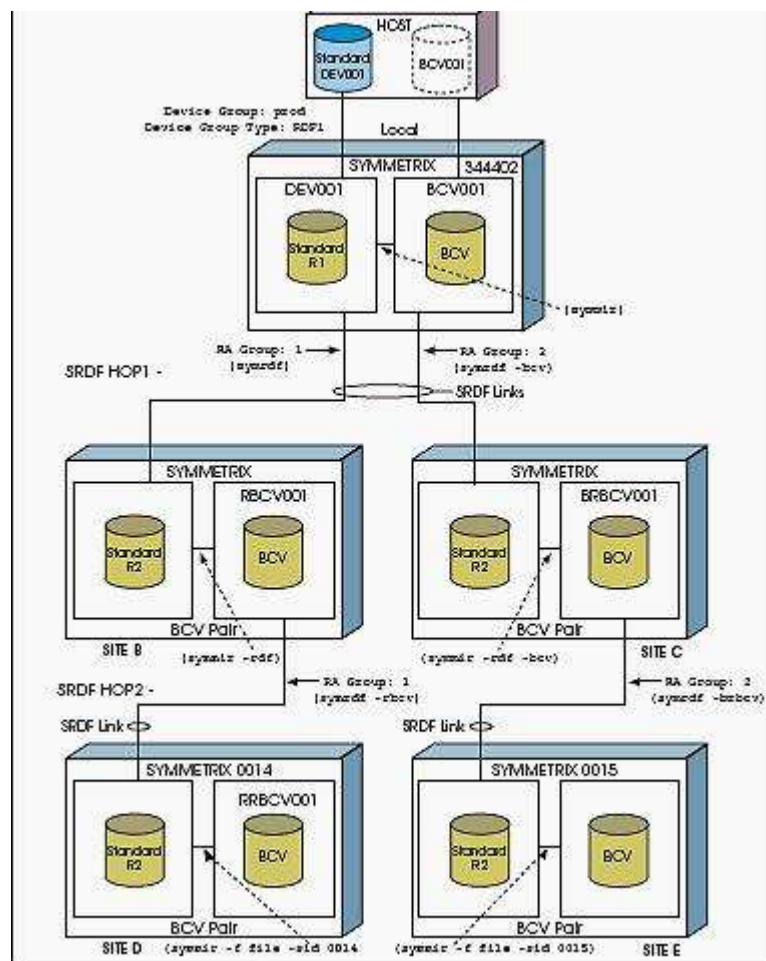 HOST
Standard
DEV001
BCV001
Device Group: prod
Device Group Type: RDF1
Local
SYMMETRIX 344402
DEV001
BCV001
Standard
R1
BCV
(symmir)
RA Group: 1
(symrdf)
RA Group: 2
(symrdf -bcv)
SRDF HOP1 -
SRDF Links
SYMMETRIX
RBCV001
Standard
R2
BCV
BCV Pair
SITE B
(symmir -rdf)
SYMMETRIX
BRBCV001
Standard
R2
BCV
BCV Pair
SITE C
(symmir -rdf -bcv)
RA Group: 1
(symrdf -rbcv)
RA Group: 2
(symrdf -brbcv)
SRDF HOP2 -
SRDF Link
SRDF Link
SYMMETRIX 0014
RRBCV001
Standard
R2
BCV
BCV Pair
SITE D
(symmir -f file -sid 0014
SYMMETRIX 0015
Standard
R2
BCV
BCV Pair
(symmir -f file -sid 0015)
SITE E